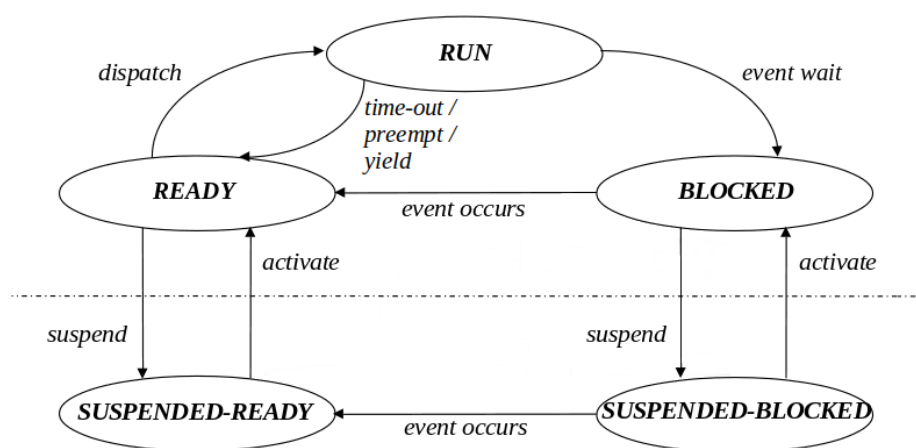 RUN
dispatch
event wait
time-out /
preempt /
yield
READY
BLOCKED
event occurs
activate
activate
suspend
suspend
SUSPENDED-READY
SUSPENDED-BLOCKED
event occurs